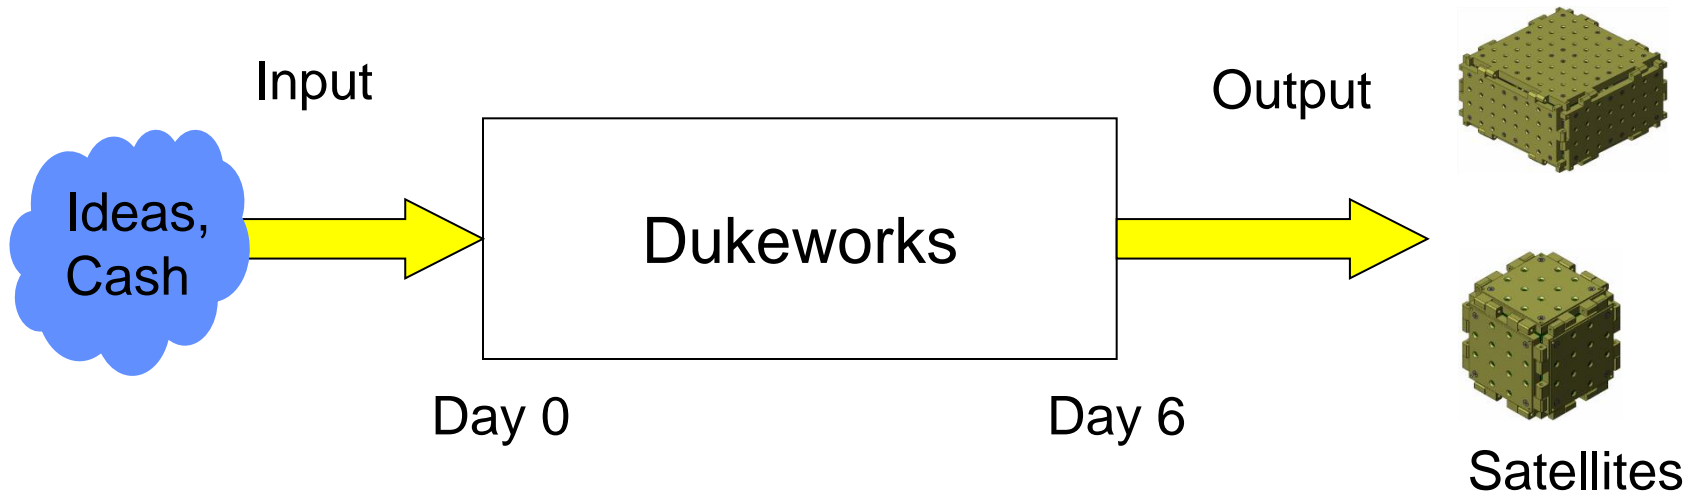 Input
Output
Ideas,
Cash
Dukeworks
Day 0
Day 6
Satellites